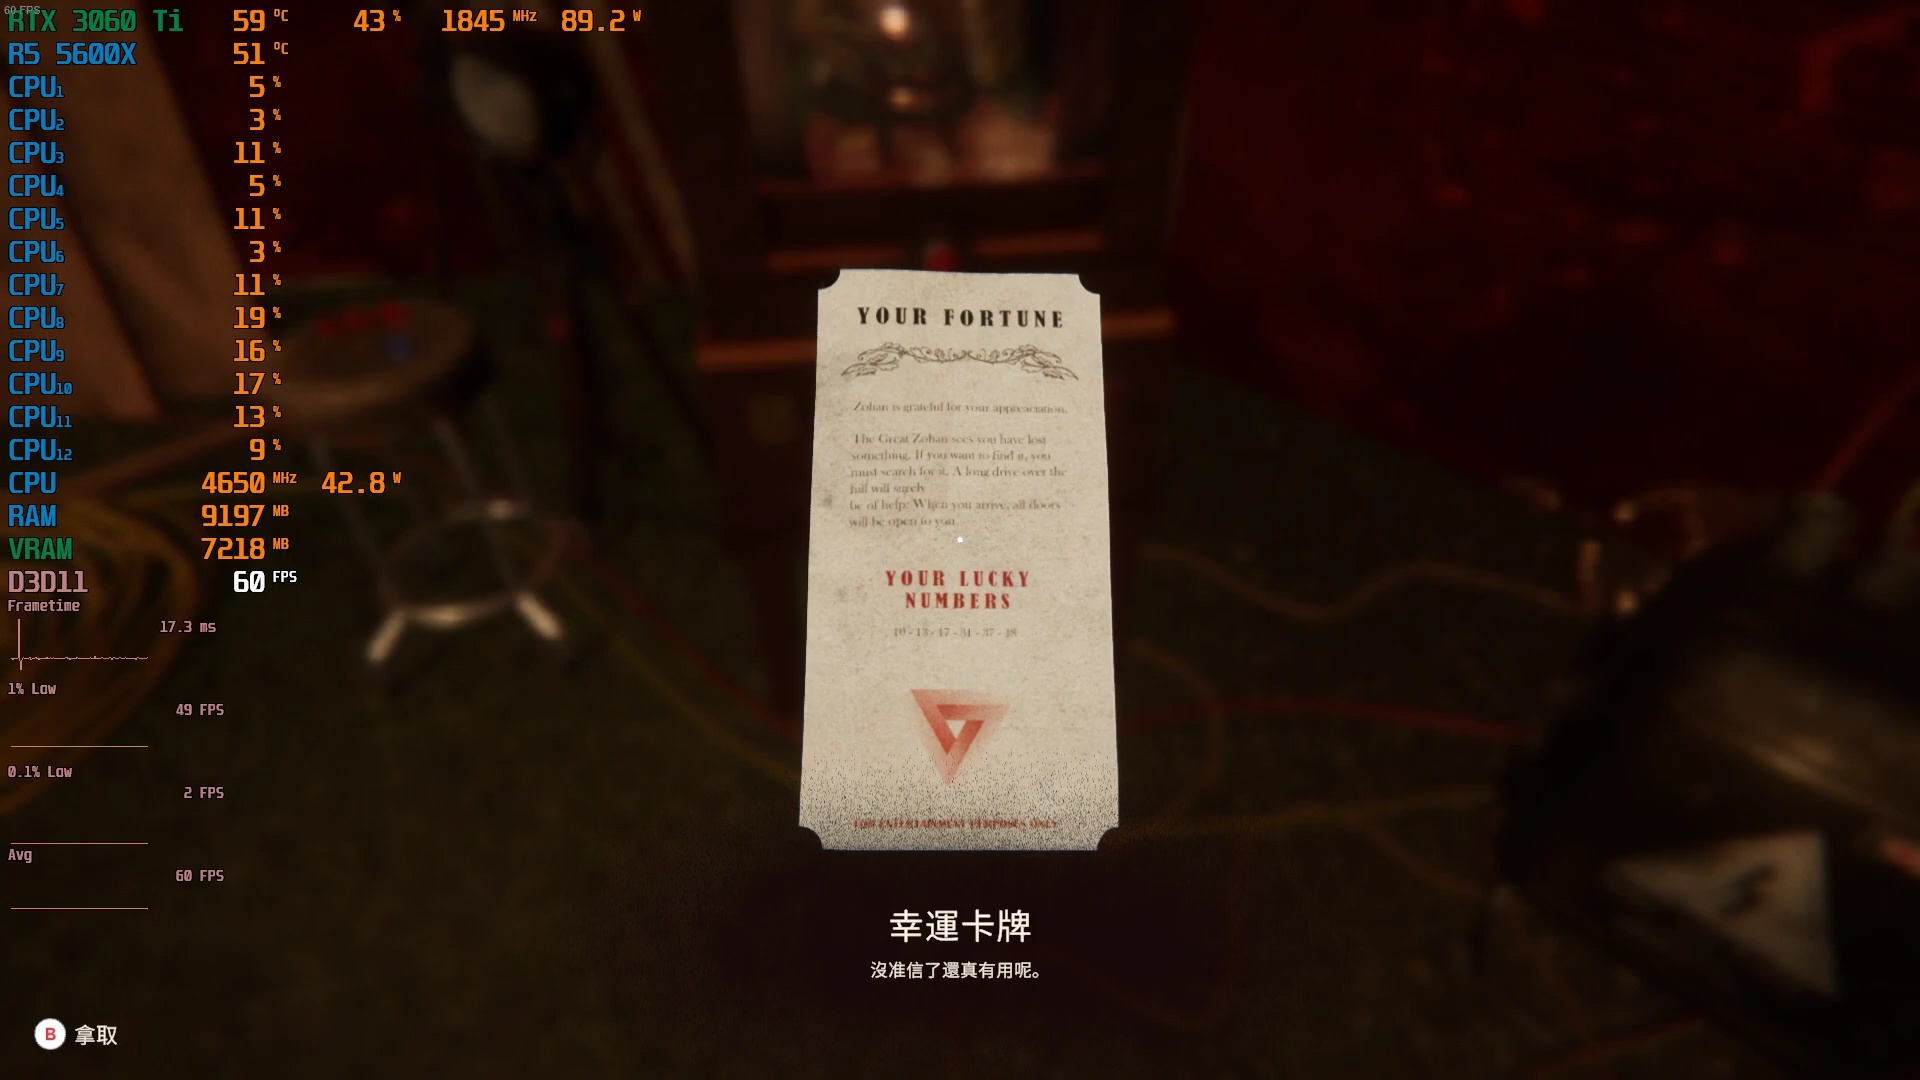 60 FPS
RTX 3060 Ti 59 °C 43 % 1845 MHz 89.2 W
R5 5600X 51 °C
CPU1 5 %
CPU2 3 %
CPU3 11 %
CPU4 5 %
CPU5 11 %
CPU6 3 %
CPU7 11 %
CPU8 19 %
CPU9 16 %
CPU10 17 %
CPU11 13 %
CPU12 9 %
CPU 4650 MHz 42.8 W
RAM 9197 MB
VRAM 7218 MB
D3D11 60 FPS
Frametime
17.3 ms
1% Low
49 FPS
0.1% Low
2 FPS
Avg
60 FPS
YOUR FORTUNE
Zohan is grateful for your
The Great Zohan sees you have lost
something. If you want to find it, you
must search for it. A long drive over the
hill will surely
be of help. When you arrive, all doors
will be open to you.
YOUR LUCKY
NUMBERS
10 - 13 - 17 - 31 - 37 -
FOR ENTERTAINMENT PURPOSES ONLY
幸運卡牌
沒准信了還真有用呢。
B 拿取